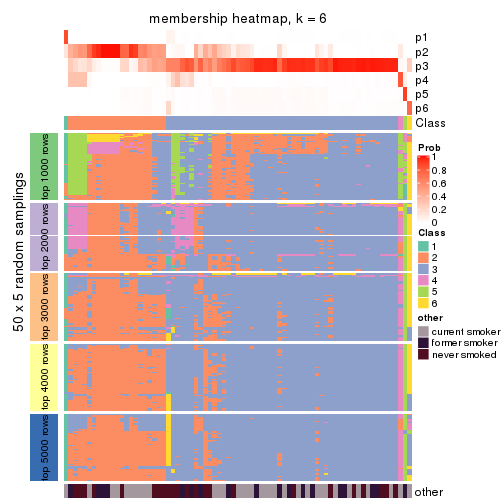 membership heatmap, k = 6
p1
p2
p3
p4
p5
p6
Class
50 x 5 random samplings
top 1000 rows
top 2000 rows
top 3000 rows
top 4000 rows
top 5000 rows
Prob
1
0.8
0.6
0.4
0.2
0
Class
1
2
3
4
5
6
other
current smoker
former smoker
never smoked
other